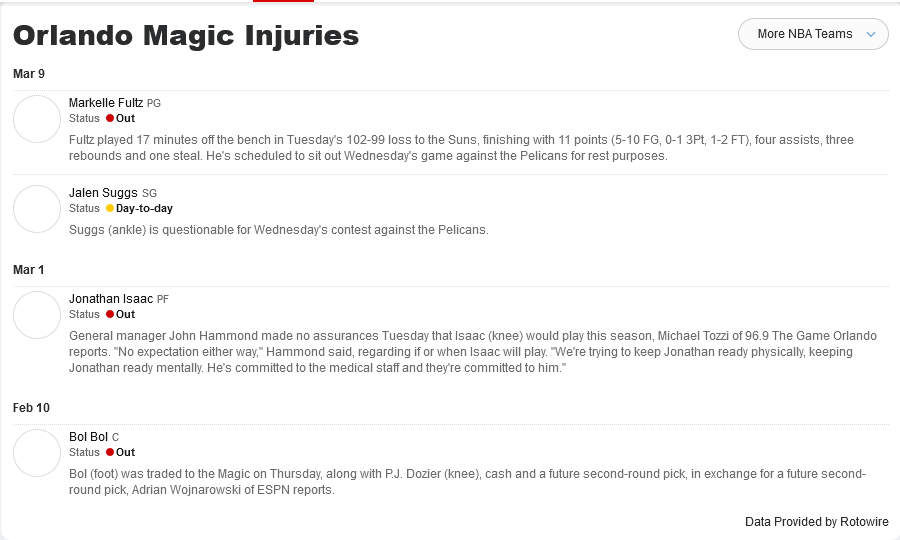 Orlando Magic Injuries
More NBA Teams
Mar 9
Markelle Fultz PG
Status Out
Fultz played 17 minutes off the bench in Tuesday's 102-99 loss to the Suns, finishing with 11 points (5-10 FG, 0-1 3Pt, 1-2 FT), four assists, three
rebounds and one steal. He's scheduled to sit out Wednesday's game against the Pelicans for rest purposes.
Jalen Suggs SG
Status Day-to-day
Suggs (ankle) is questionable for Wednesday's contest against the Pelicans.
Mar 1
Jonathan Isaac PF
Status Out
General manager John Hammond made no assurances Tuesday that Isaac (knee) would play this season, Michael Tozzi of 96.9 The Game Orlando
reports. "No expectation either way," Hammond said, regarding if or when Isaac will play. "We're trying to keep Jonathan ready physically, keeping
Jonathan ready mentally. He's committed to the medical staff and they're committed to him."
Feb 10
Bol Bol C
Status Out
Bol (foot) was traded to the Magic on Thursday, along with P.J. Dozier (knee), cash and a future second-round pick, in exchange for a future second-
round pick, Adrian Wojnarowski of ESPN reports.
Data Provided by Rotowire